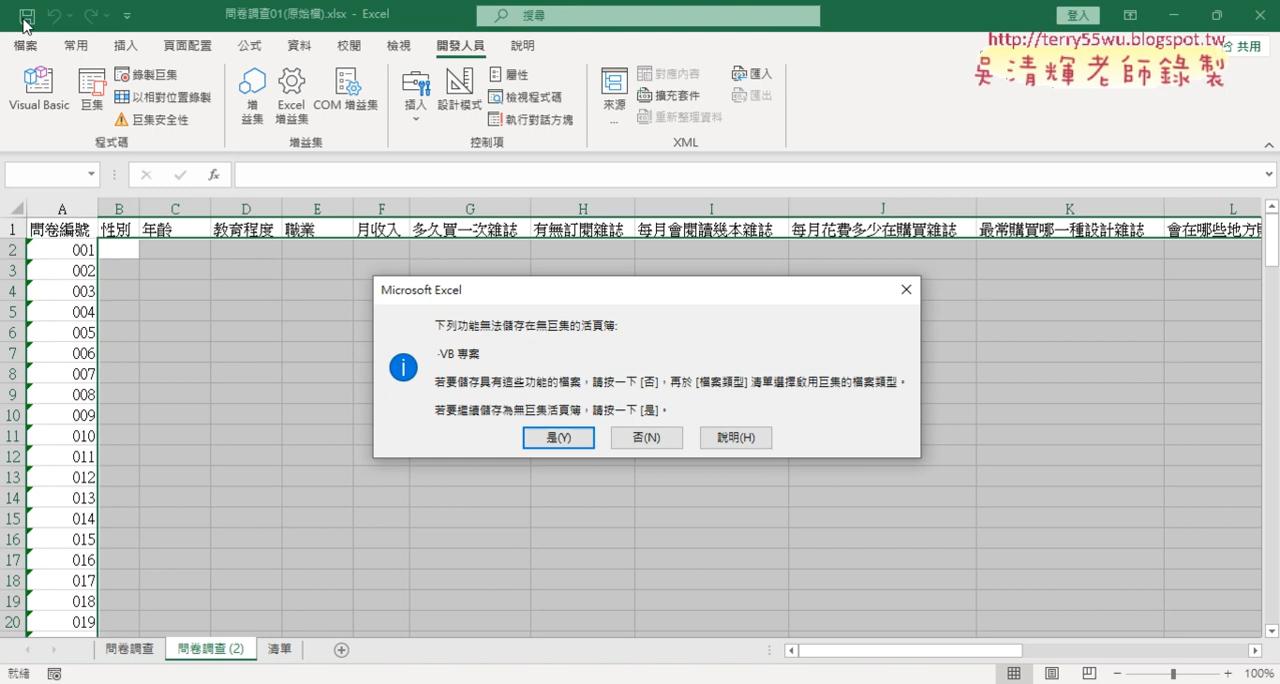 問卷調查01(原始檔).xlsx - Excel
搜尋
登入
檔案 常用 插入 頁面配置 公式 資料 校閱 檢視 開發人員 說明
http://terry55wu.blogspot.tw
共用
吳清輝老師錄製
Visual Basic
巨集
錄製巨集
以相對位置錄製
巨集安全性
程式碼
增益集
Excel 增益集
COM 增益集
增益集
插入
設計模式
屬性
檢視程式碼
執行對話方塊
控制項
來源
...
對應內容
擴充套件
重新整理資料
匯入
匯出
XML
fx
A B C D E F G H I J K L
1 問卷編號 性別 年齡 教育程度 職業 月收入 多久買一次雜誌 有無訂閱雜誌 每月會閱讀幾本雜誌 每月花費多少在購買雜誌 最常購買哪一種設計雜誌 會在哪些地方
2 001
3 002
4 003
5 004
6 005
7 006
8 007
9 008
10 009
11 010
12 011
13 012
14 013
15 014
16 015
17 016
18 017
19 018
20 019
Microsoft Excel
下列功能無法儲存在無巨集的活頁簿:
·VB 專案
若要儲存具有這些功能的檔案，請按一下 [否]，再於 [檔案類型] 清單選擇啟用巨集的檔案類型。
若要繼續儲存為無巨集活頁簿，請按一下 [是]。
是(Y) 否(N) 說明(H)
問卷調查 問卷調查 (2) 清單
就緒
100%